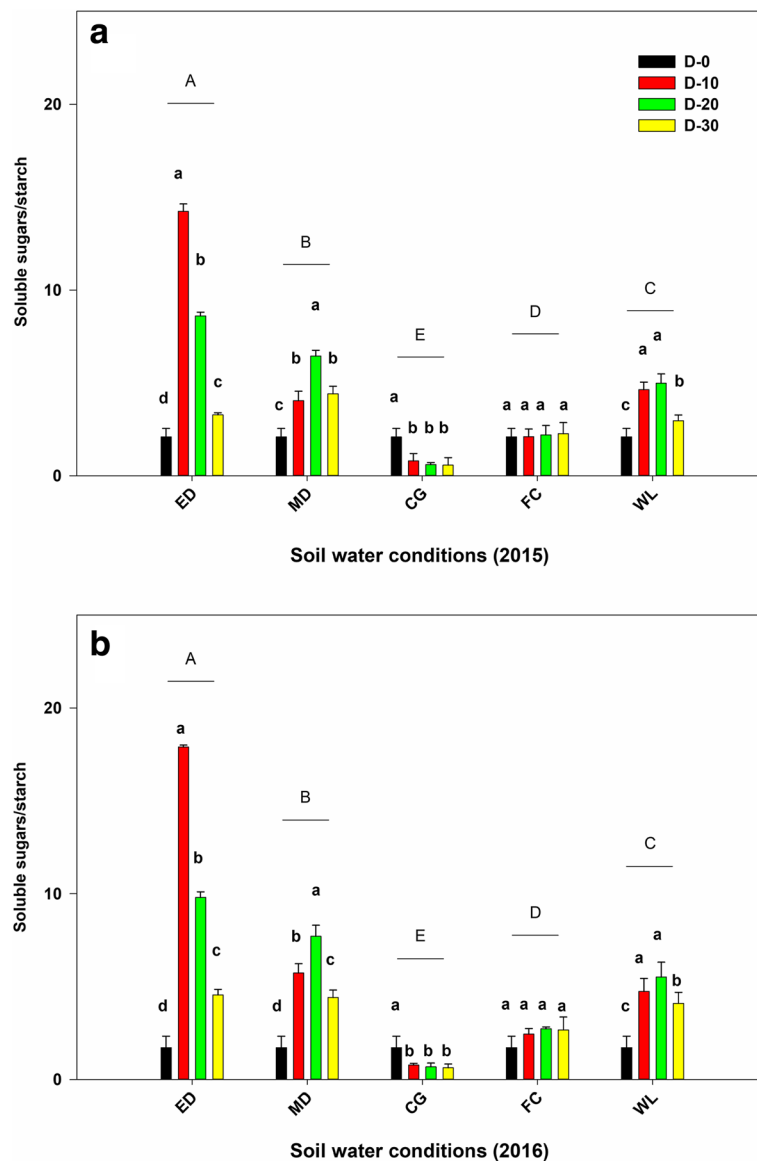 a
D-0
D-10
D-20
D-30
Soluble sugars/starch
20
10
0
A
B
E
D
C
d a b c
c b a b
a b b b
a a a a
c a a b
ED MD CG FC WL
Soil water conditions (2015)
b
Soluble sugars/starch
20
10
0
A
B
E
D
C
d a b c
d b a c
a b b b
a a a a
c a a b
ED MD CG FC WL
Soil water conditions (2016)